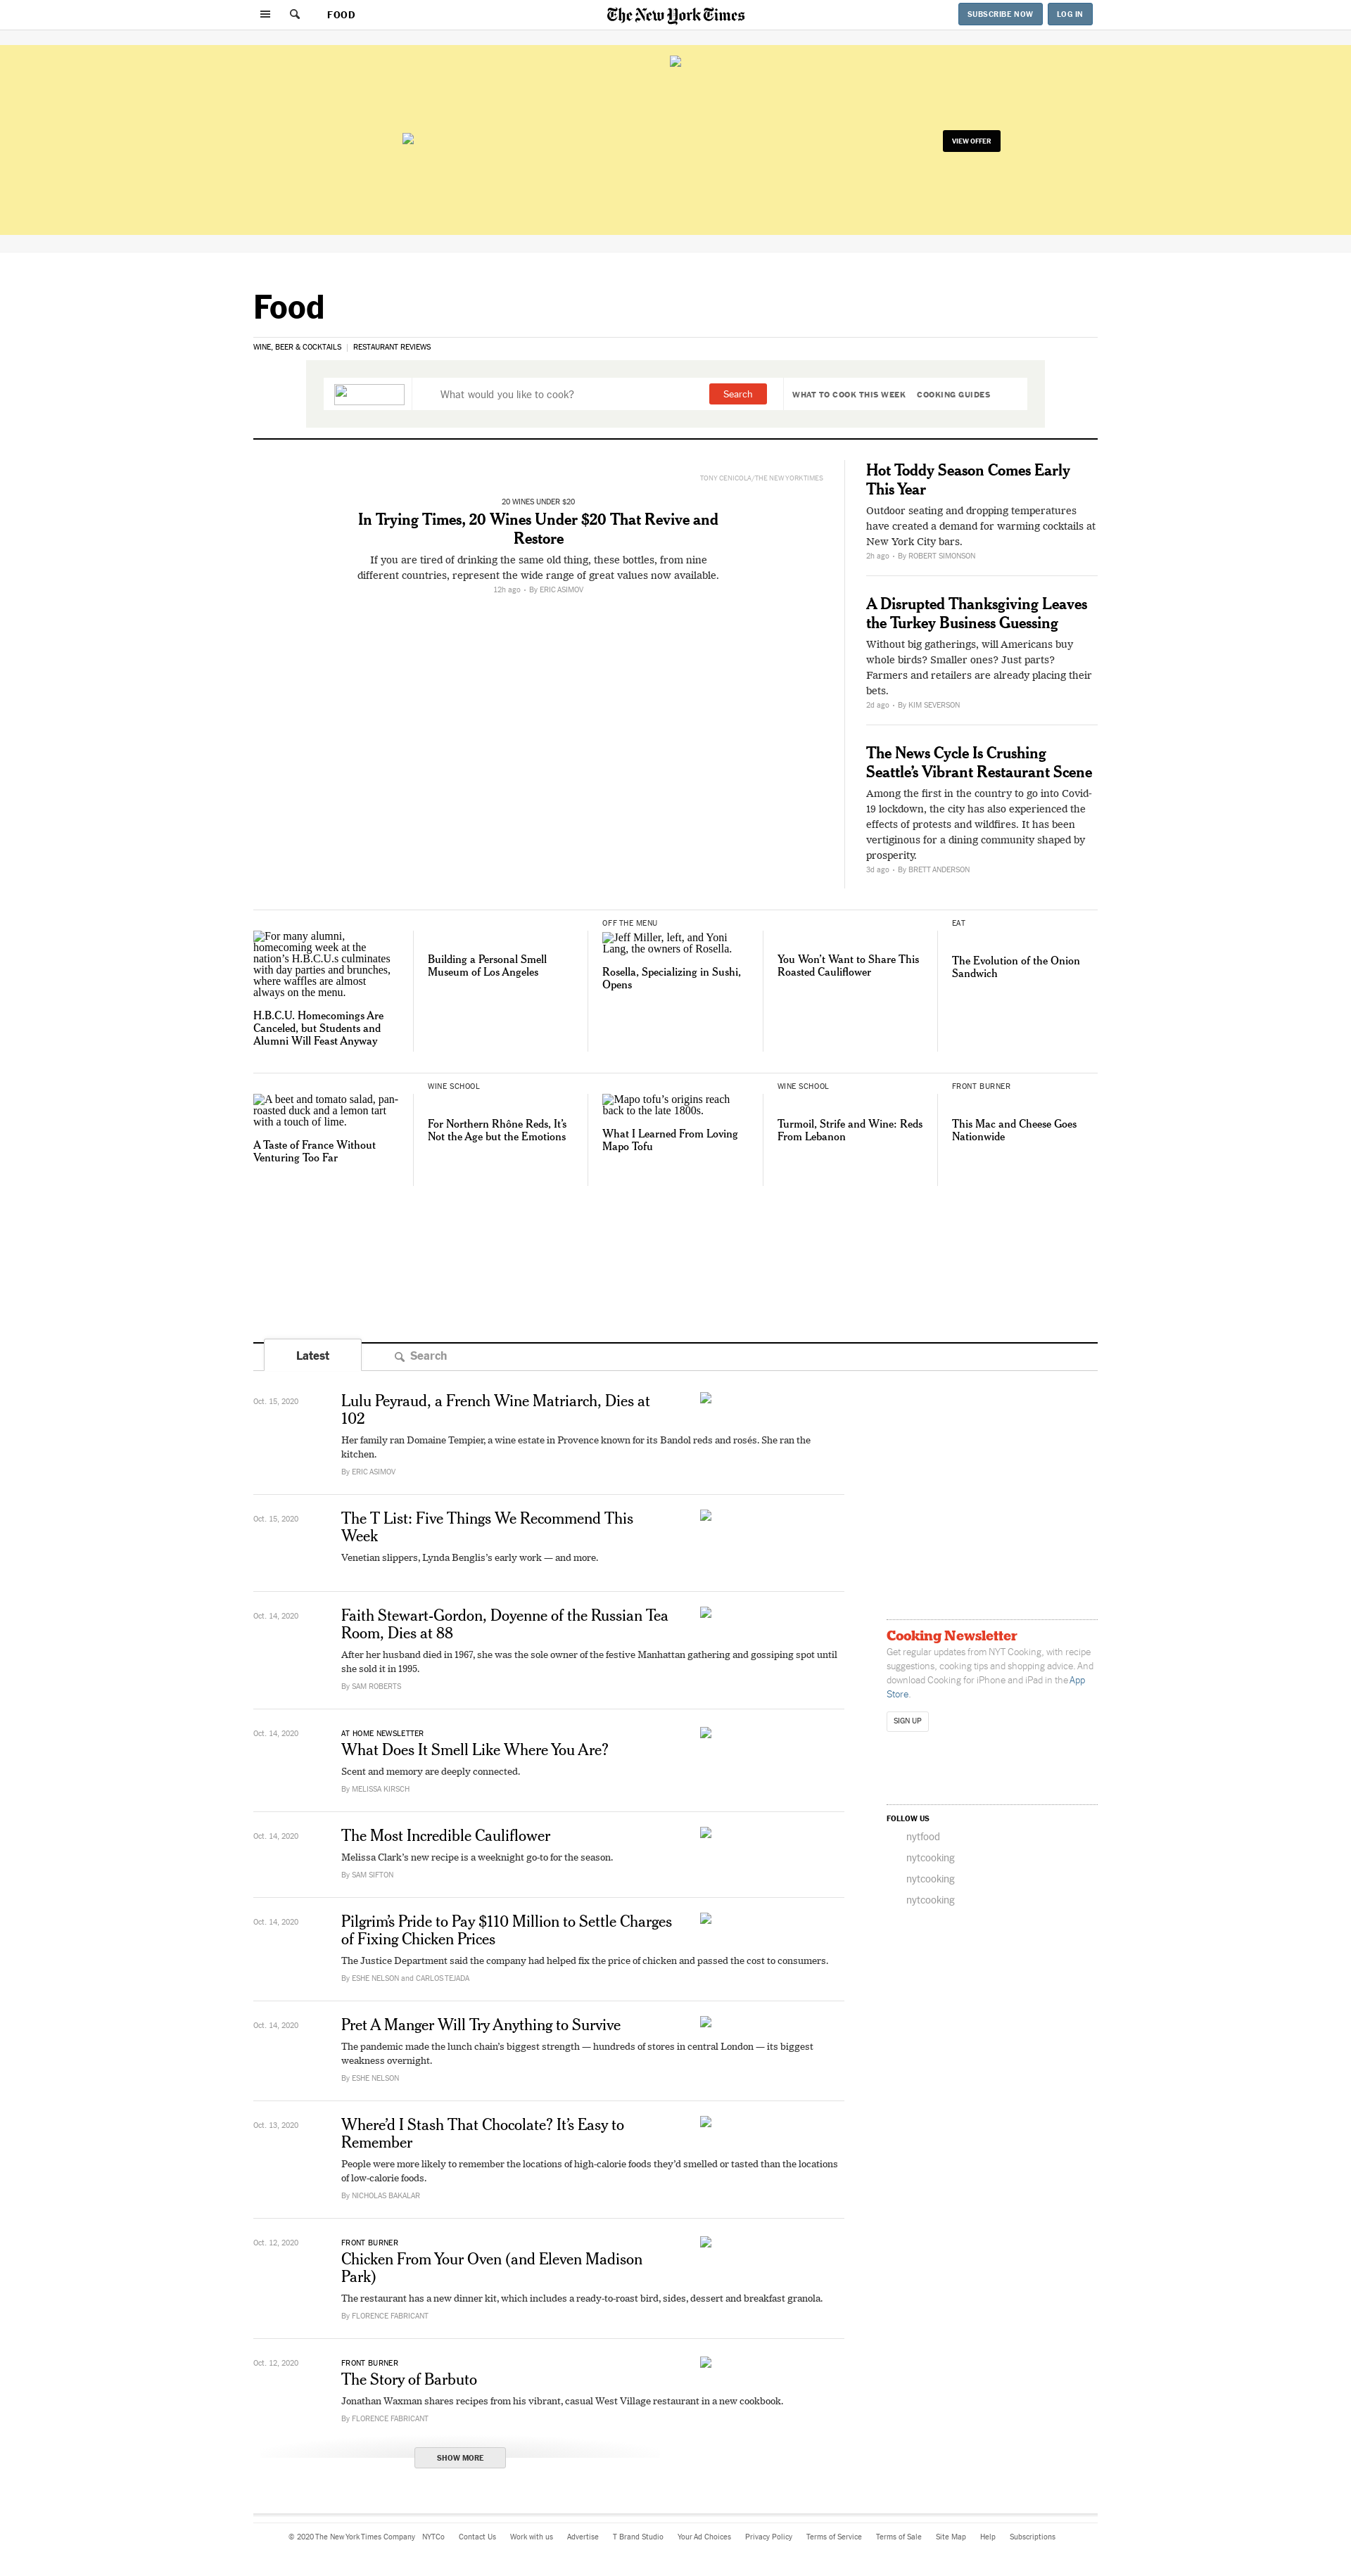 FOOD
The New York Times
SUBSCRIBE NOW
LOG IN
VIEW OFFER
Food
WINE, BEER & COCKTAILS | RESTAURANT REVIEWS
What would you like to cook?
Search
WHAT TO COOK THIS WEEK
COOKING GUIDES
TONY CENICOLA/THE NEW YORK TIMES
20 WINES UNDER $20
In Trying Times, 20 Wines Under $20 That Revive and
Restore
If you are tired of drinking the same old thing, these bottles, from nine
different countries, represent the wide range of great values now available.
12h ago • By ERIC ASIMOV
Hot Toddy Season Comes Early
This Year
Outdoor seating and dropping temperatures
have created a demand for warming cocktails at
New York City bars.
2h ago • By ROBERT SIMONSON
A Disrupted Thanksgiving Leaves
the Turkey Business Guessing
Without big gatherings, will Americans buy
whole birds? Smaller ones? Just parts?
Farmers and retailers are already placing their
bets.
2d ago • By KIM SEVERSON
The News Cycle Is Crushing
Seattle’s Vibrant Restaurant Scene
Among the first in the country to go into Covid-
19 lockdown, the city has also experienced the
effects of protests and wildfires. It has been
vertiginous for a dining community shaped by
prosperity.
3d ago • By BRETT ANDERSON
For many alumni,
homecoming week at the
nation’s H.B.C.U.s culminates
with day parties and brunches,
where waffles are almost
always on the menu.
H.B.C.U. Homecomings Are
Canceled, but Students and
Alumni Will Feast Anyway
Building a Personal Smell
Museum of Los Angeles
OFF THE MENU
Jeff Miller, left, and Yoni
Lang, the owners of Rosella.
Rosella, Specializing in Sushi,
Opens
You Won’t Want to Share This
Roasted Cauliflower
EAT
The Evolution of the Onion
Sandwich
A beet and tomato salad, pan-
roasted duck and a lemon tart
with a touch of lime.
A Taste of France Without
Venturing Too Far
WINE SCHOOL
For Northern Rhône Reds, It’s
Not the Age but the Emotions
Mapo tofu’s origins reach
back to the late 1800s.
What I Learned From Loving
Mapo Tofu
WINE SCHOOL
Turmoil, Strife and Wine: Reds
From Lebanon
FRONT BURNER
This Mac and Cheese Goes
Nationwide
Latest
Search
Oct. 15, 2020
Lulu Peyraud, a French Wine Matriarch, Dies at
102
Her family ran Domaine Tempier, a wine estate in Provence known for its Bandol reds and rosés. She ran the
kitchen.
By ERIC ASIMOV
Oct. 15, 2020
The T List: Five Things We Recommend This
Week
Venetian slippers, Lynda Benglis’s early work — and more.
Oct. 14, 2020
Faith Stewart-Gordon, Doyenne of the Russian Tea
Room, Dies at 88
After her husband died in 1967, she was the sole owner of the festive Manhattan gathering and gossiping spot until
she sold it in 1995.
By SAM ROBERTS
Oct. 14, 2020
AT HOME NEWSLETTER
What Does It Smell Like Where You Are?
Scent and memory are deeply connected.
By MELISSA KIRSCH
Oct. 14, 2020
The Most Incredible Cauliflower
Melissa Clark’s new recipe is a weeknight go-to for the season.
By SAM SIFTON
Oct. 14, 2020
Pilgrim’s Pride to Pay $110 Million to Settle Charges
of Fixing Chicken Prices
The Justice Department said the company had helped fix the price of chicken and passed the cost to consumers.
By ESHE NELSON and CARLOS TEJADA
Oct. 14, 2020
Pret A Manger Will Try Anything to Survive
The pandemic made the lunch chain’s biggest strength — hundreds of stores in central London — its biggest
weakness overnight.
By ESHE NELSON
Oct. 13, 2020
Where’d I Stash That Chocolate? It’s Easy to
Remember
People were more likely to remember the locations of high-calorie foods they’d smelled or tasted than the locations
of low-calorie foods.
By NICHOLAS BAKALAR
Oct. 12, 2020
FRONT BURNER
Chicken From Your Oven (and Eleven Madison
Park)
The restaurant has a new dinner kit, which includes a ready-to-roast bird, sides, dessert and breakfast granola.
By FLORENCE FABRICANT
Oct. 12, 2020
FRONT BURNER
The Story of Barbuto
Jonathan Waxman shares recipes from his vibrant, casual West Village restaurant in a new cookbook.
By FLORENCE FABRICANT
SHOW MORE
Cooking Newsletter
Get regular updates from NYT Cooking, with recipe
suggestions, cooking tips and shopping advice. And
download Cooking for iPhone and iPad in the App
Store.
SIGN UP
FOLLOW US
nytfood
nytcooking
nytcooking
nytcooking
© 2020 The New York Times Company NYTCo Contact Us Work with us Advertise T Brand Studio Your Ad Choices Privacy Policy Terms of Service Terms of Sale Site Map Help Subscriptions